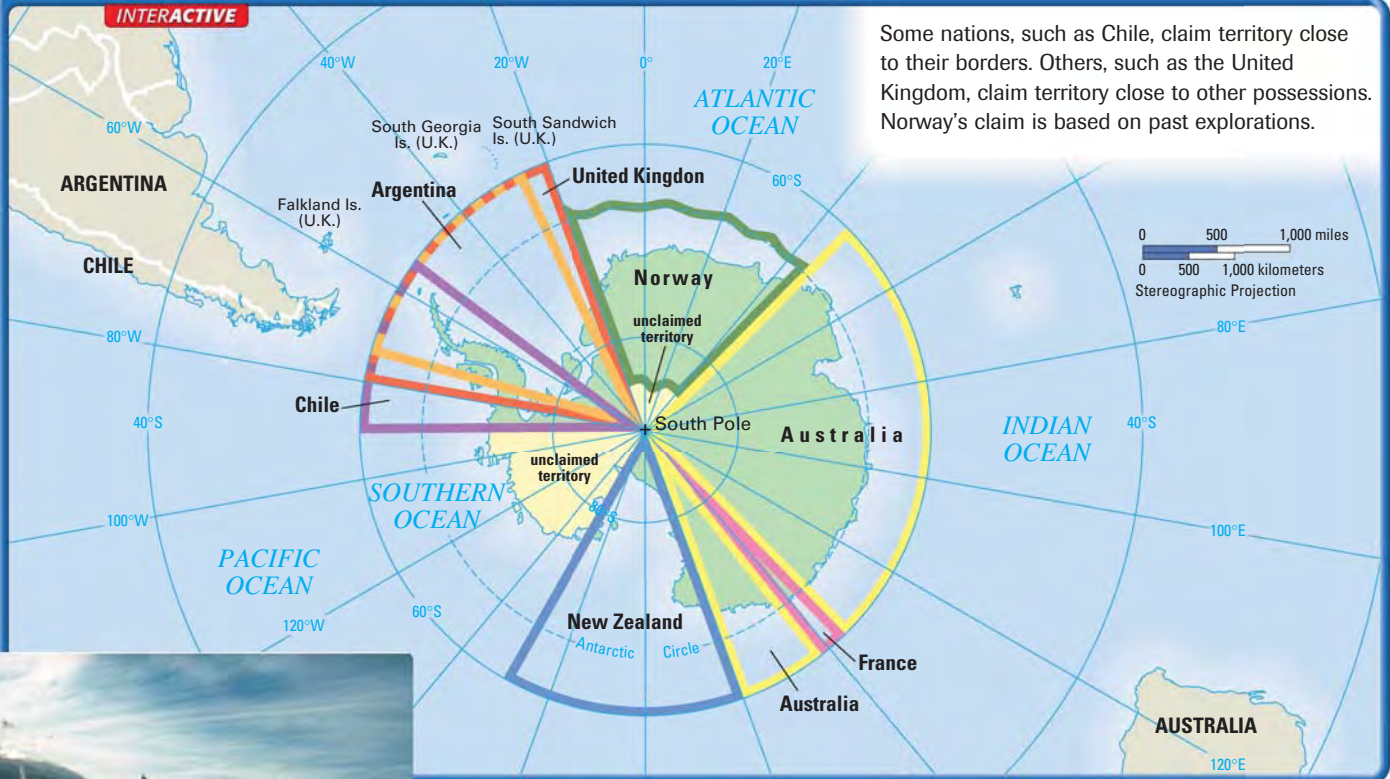 INTERACTIVE
Some nations, such as Chile, claim territory close
to their borders. Others, such as the United
Kingdom, claim territory close to other possessions.
Norway's claim is based on past explorations.
40°W
20°W
0°
20°E
ATLANTIC
OCEAN
60°W
South Georgia
Is. (U.K.)
South Sandwich
Is. (U.K.)
ARGENTINA
Argentina
United Kingdon
60°S
Falkland Is.
(U.K.)
0 500 1,000 miles
0 500 1,000 kilometers
Stereographic Projection
CHILE
Norway
unclaimed
territory
80°W
80°E
Chile
40°S
South Pole
Australia
INDIAN
OCEAN
40°S
unclaimed
territory
SOUTHERN
OCEAN
80°S
100°W
100°E
PACIFIC
OCEAN
60°S
120°W
New Zealand
Antarctic Circle
France
Australia
AUSTRALIA
120°E